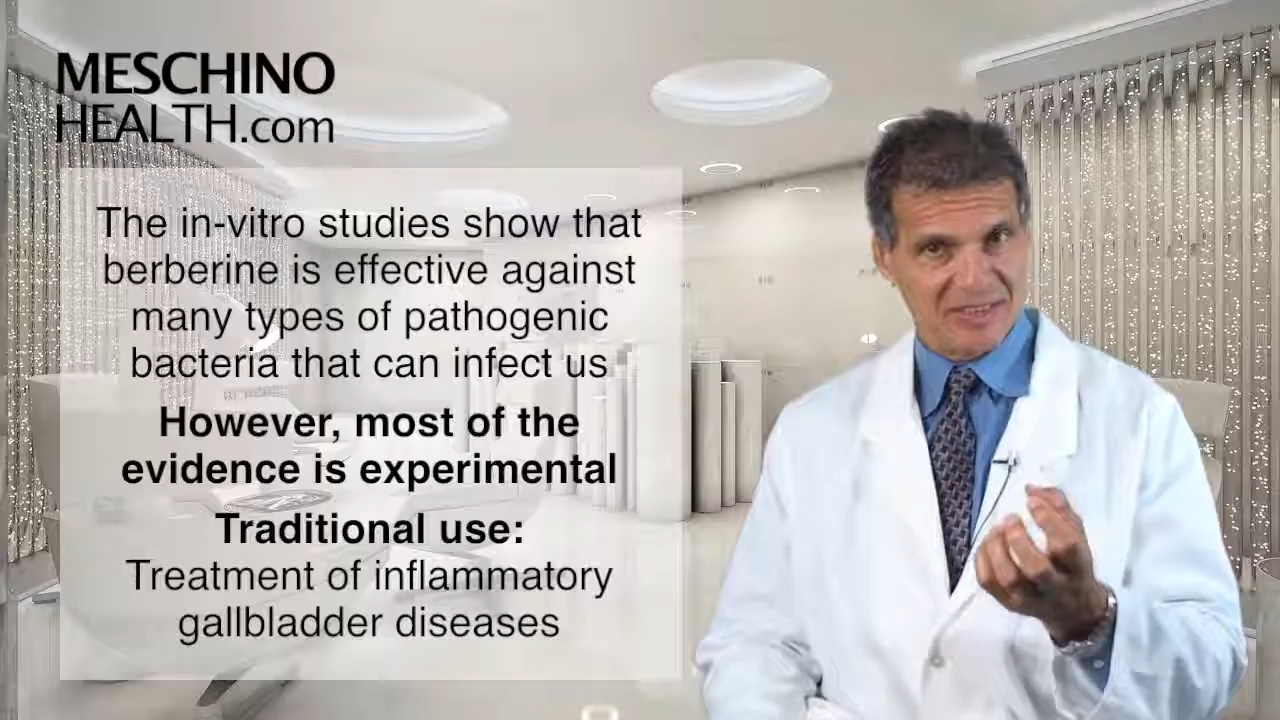 MESCHINO
HEALTH.com
The in-vitro studies show that
berberine is effective against
many types of pathogenic
bacteria that can infect us
However, most of the
evidence is experimental
Traditional use:
Treatment of inflammatory
gallbladder diseases